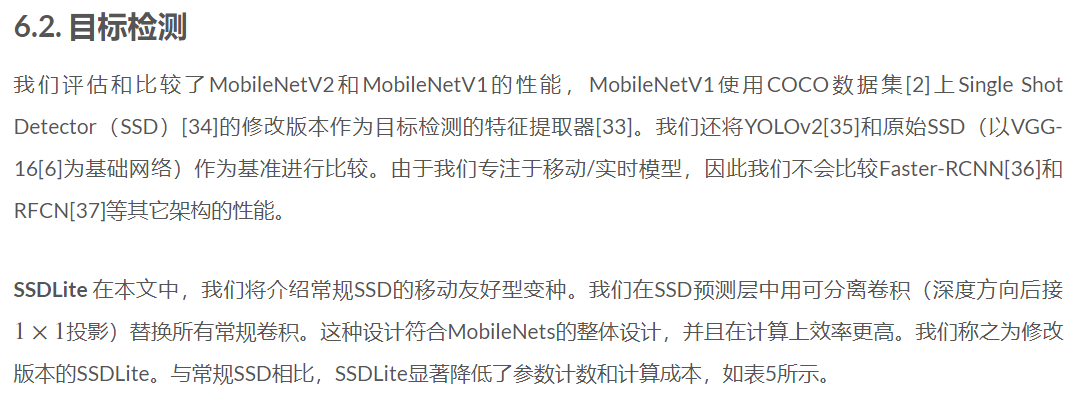 6.2. 目标检测
我们评估和比较了MobileNetV2和MobileNetV1的性能，MobileNetV1使用COCO数据集[2]上Single Shot
Detector（SSD）[34]的修改版本作为目标检测的特征提取器[33]。我们还将YOLOv2[35]和原始SSD（以VGG-
16[6]为基础网络）作为基准进行比较。由于我们专注于移动/实时模型，因此我们不会比较Faster-RCNN[36]和
RFCN[37]等其它架构的性能。
SSDLite 在本文中，我们将介绍常规SSD的移动友好型变种。我们在SSD预测层中用可分离卷积（深度方向后接
1 × 1投影）替换所有常规卷积。这种设计符合MobileNets的整体设计，并且在计算上效率更高。我们称之为修改
版本的SSDLite。与常规SSD相比，SSDLite显著降低了参数计数和计算成本，如表5所示。